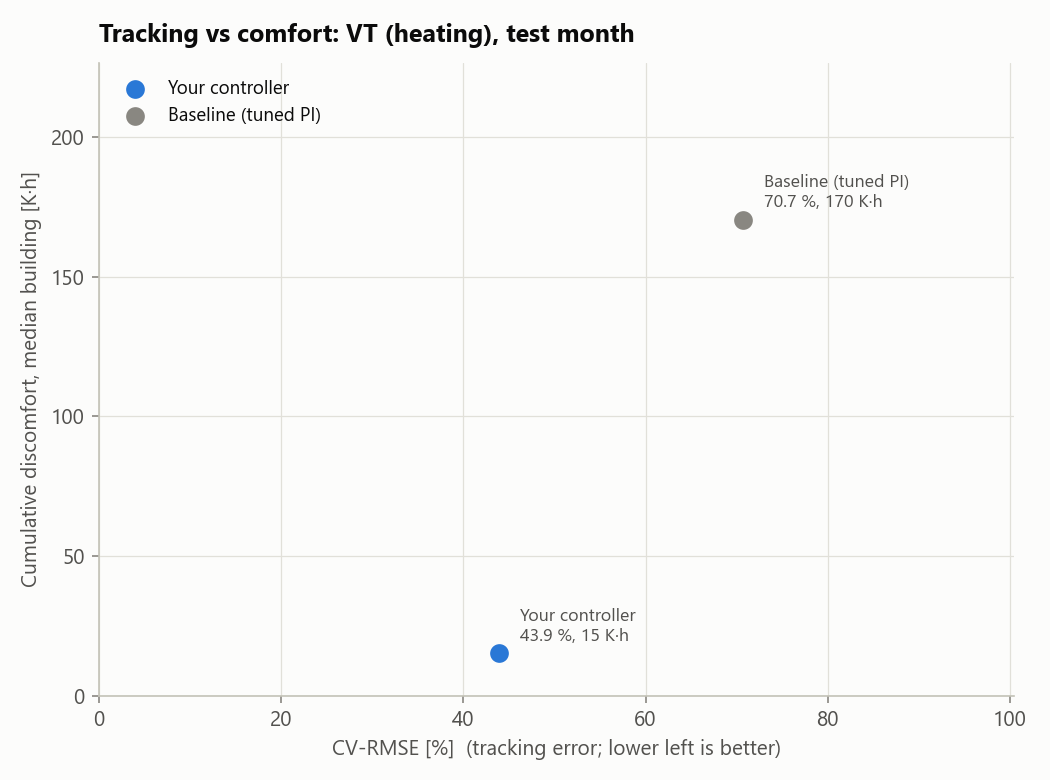 Tracking vs comfort: VT (heating), test month
Your controller
Baseline (tuned PI)
Cumulative discomfort, median building [K·h]
200
150
100
50
0
Baseline (tuned PI)
70.7 %, 170 K·h
Your controller
43.9 %, 15 K·h
0 20 40 60 80 100
CV-RMSE [%]  (tracking error; lower left is better)